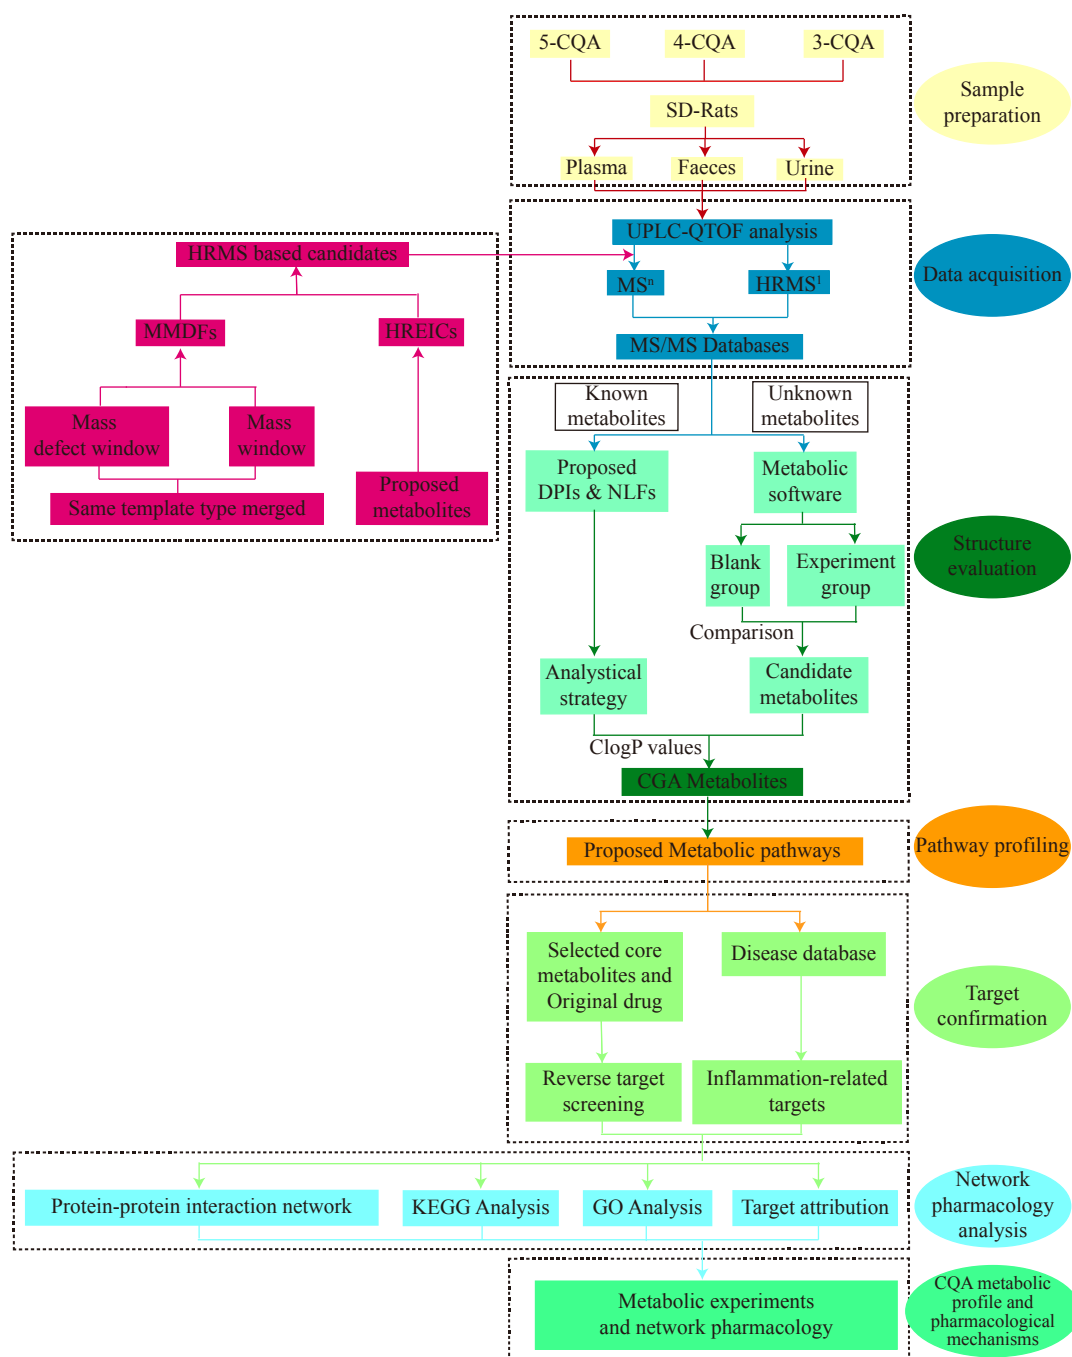 5-CQA
4-CQA
3-CQA
SD-Rats
Plasma
Faeces
Urine
Sample
preparation
UPLC-QTOF analysis
MSⁿ
HRMS¹
MS/MS Databases
Data acquisition
HRMS based candidates
MMDFs
HREICs
Mass
defect window
Mass
window
Same template type merged
Proposed
metabolites
Known
metabolites
Unknown
metabolites
Proposed
DPIs & NLFs
Metabolic
software
Blank
group
Experiment
group
Comparison
Analystical
strategy
Candidate
metabolites
ClogP values
CGA Metabolites
Structure
evaluation
Proposed Metabolic pathways
Pathway profiling
Selected core
metabolites and
Original drug
Disease database
Reverse target
screening
Inflammation-related
targets
Target
confirmation
Protein-protein interaction network
KEGG Analysis
GO Analysis
Target attribution
Network
pharmacology
analysis
Metabolic experiments
and network pharmacology
CQA metabolic
profile and
pharmacological
mechanisms